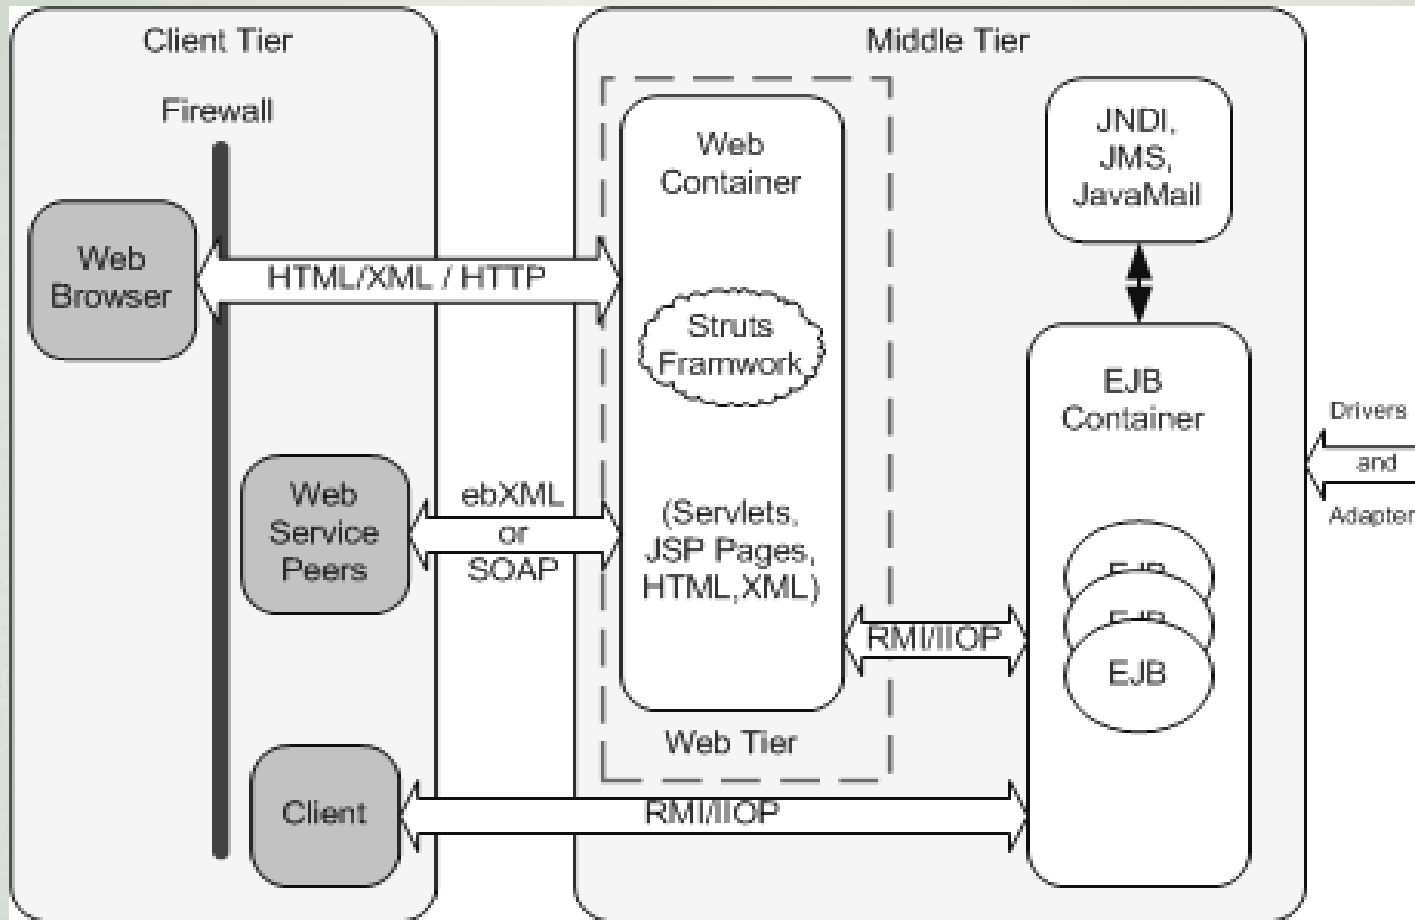 Client Tier
Firewall
Web
Browser
HTML/XML / HTTP
Web
Service
Peers
ebXML
or
SOAP
Client
RMI/IIOP
Middle Tier
Web
Container
Struts
Framwork
(Servlets,
JSP Pages,
HTML,XML)
Web Tier
RMI/IIOP
JNDI,
JMS,
JavaMail
EJB
Container
EJB
EJB
EJB
Drivers
and
Adapter